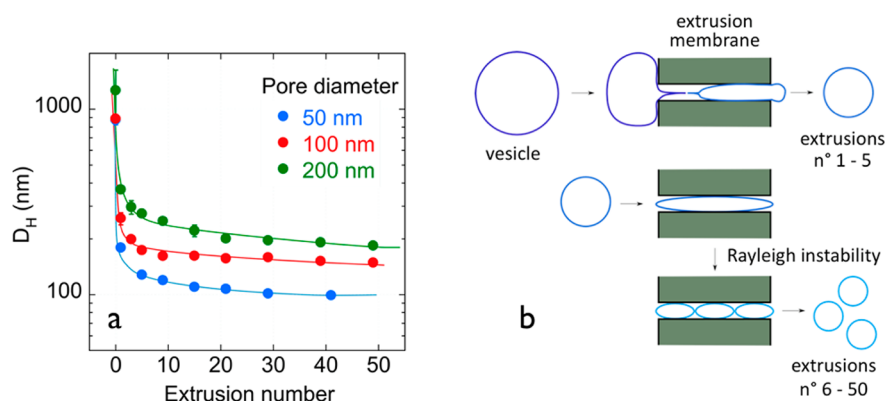 D_H (nm)
1000
100
Pore diameter
50 nm
100 nm
200 nm
a
0 10 20 30 40 50
Extrusion number
extrusion
membrane
vesicle
extrusions
n° 1 - 5
Rayleigh instability
b
extrusions
n° 6 - 50